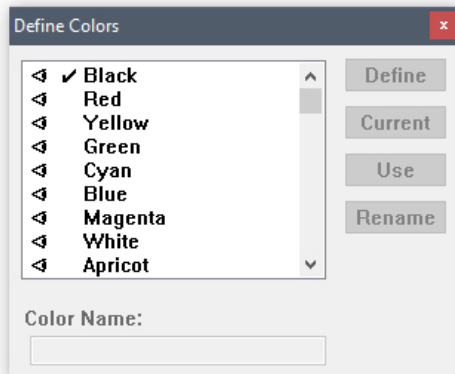 Define Colors
x
✓ Black
Red
Yellow
Green
Cyan
Blue
Magenta
White
Apricot
Define
Current
Use
Rename
Color Name: